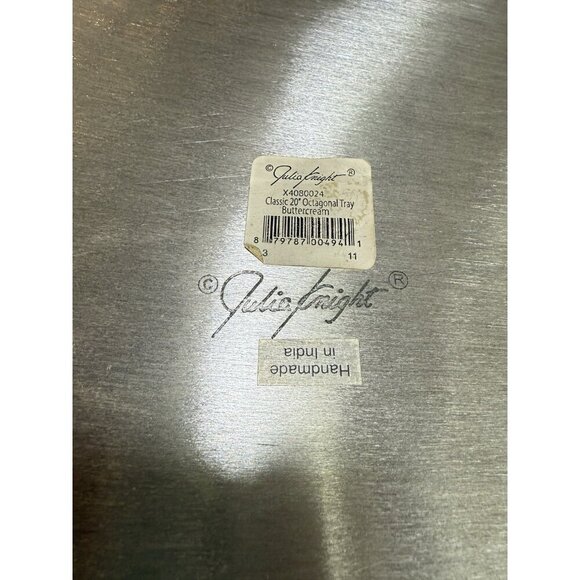 © Julia Knight ®
X4080024
Classic 20" Octagonal Tray
Buttercream
8 79787 00494 1
3 11
© Julia Knight ®
Handmade
in India